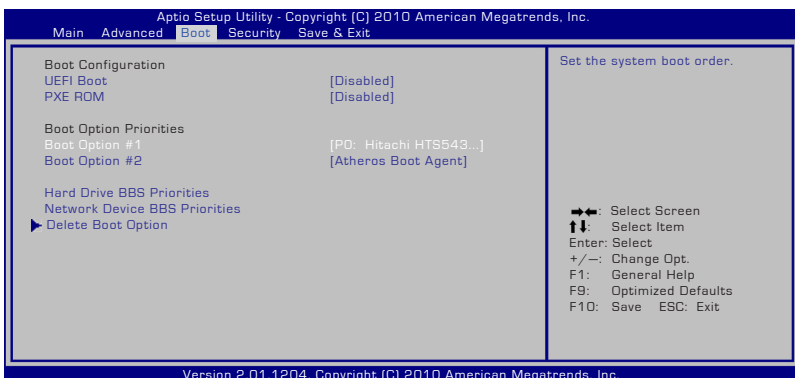 Aptio Setup Utility - Copyright (C) 2010 American Megatrends, Inc.
Main Advanced Boot Security Save & Exit
Boot Configuration
UEFI Boot [Disabled]
PXE ROM [Disabled]
Boot Option Priorities
Boot Option #1 [P0: Hitachi HTS543...]
Boot Option #2 [Atheros Boot Agent]
Hard Drive BBS Priorities
Network Device BBS Priorities
Delete Boot Option
Set the system boot order.
→←: Select Screen
↑↓: Select Item
Enter: Select
+/—: Change Opt.
F1: General Help
F9: Optimized Defaults
F10: Save ESC: Exit
Version 2.01.1204. Copyright (C) 2010 American Megatrends, Inc.